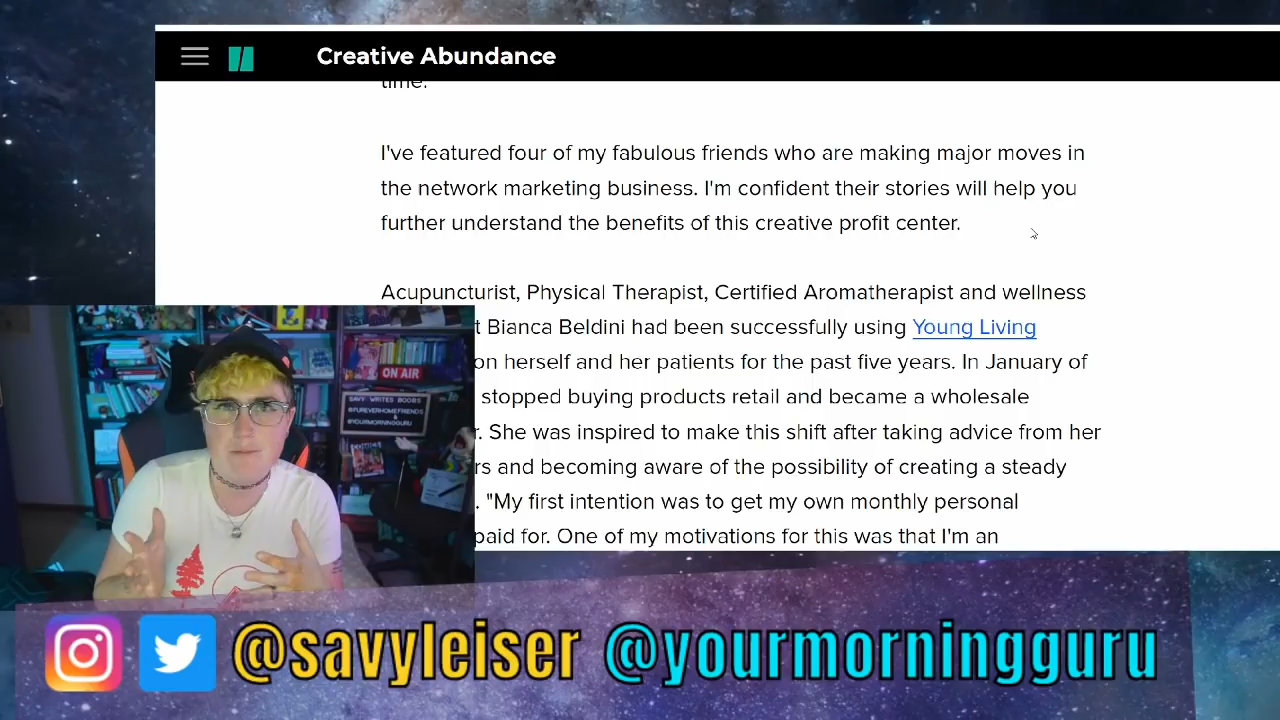 Creative Abundance
time.
I've featured four of my fabulous friends who are making major moves in
the network marketing business. I'm confident their stories will help you
further understand the benefits of this creative profit center.
Acupuncturist, Physical Therapist, Certified Aromatherapist and wellness
t Bianca Beldini had been successfully using Young Living
on herself and her patients for the past five years. In January of
stopped buying products retail and became a wholesale
r. She was inspired to make this shift after taking advice from her
rs and becoming aware of the possibility of creating a steady
. "My first intention was to get my own monthly personal
paid for. One of my motivations for this was that I'm an
ON AIR
SAVY WRITES BOOBS
@FUREVERHOMEFRIENDS
&
@YOURMORNINGGURU
@savyleiser @yourmorningguru